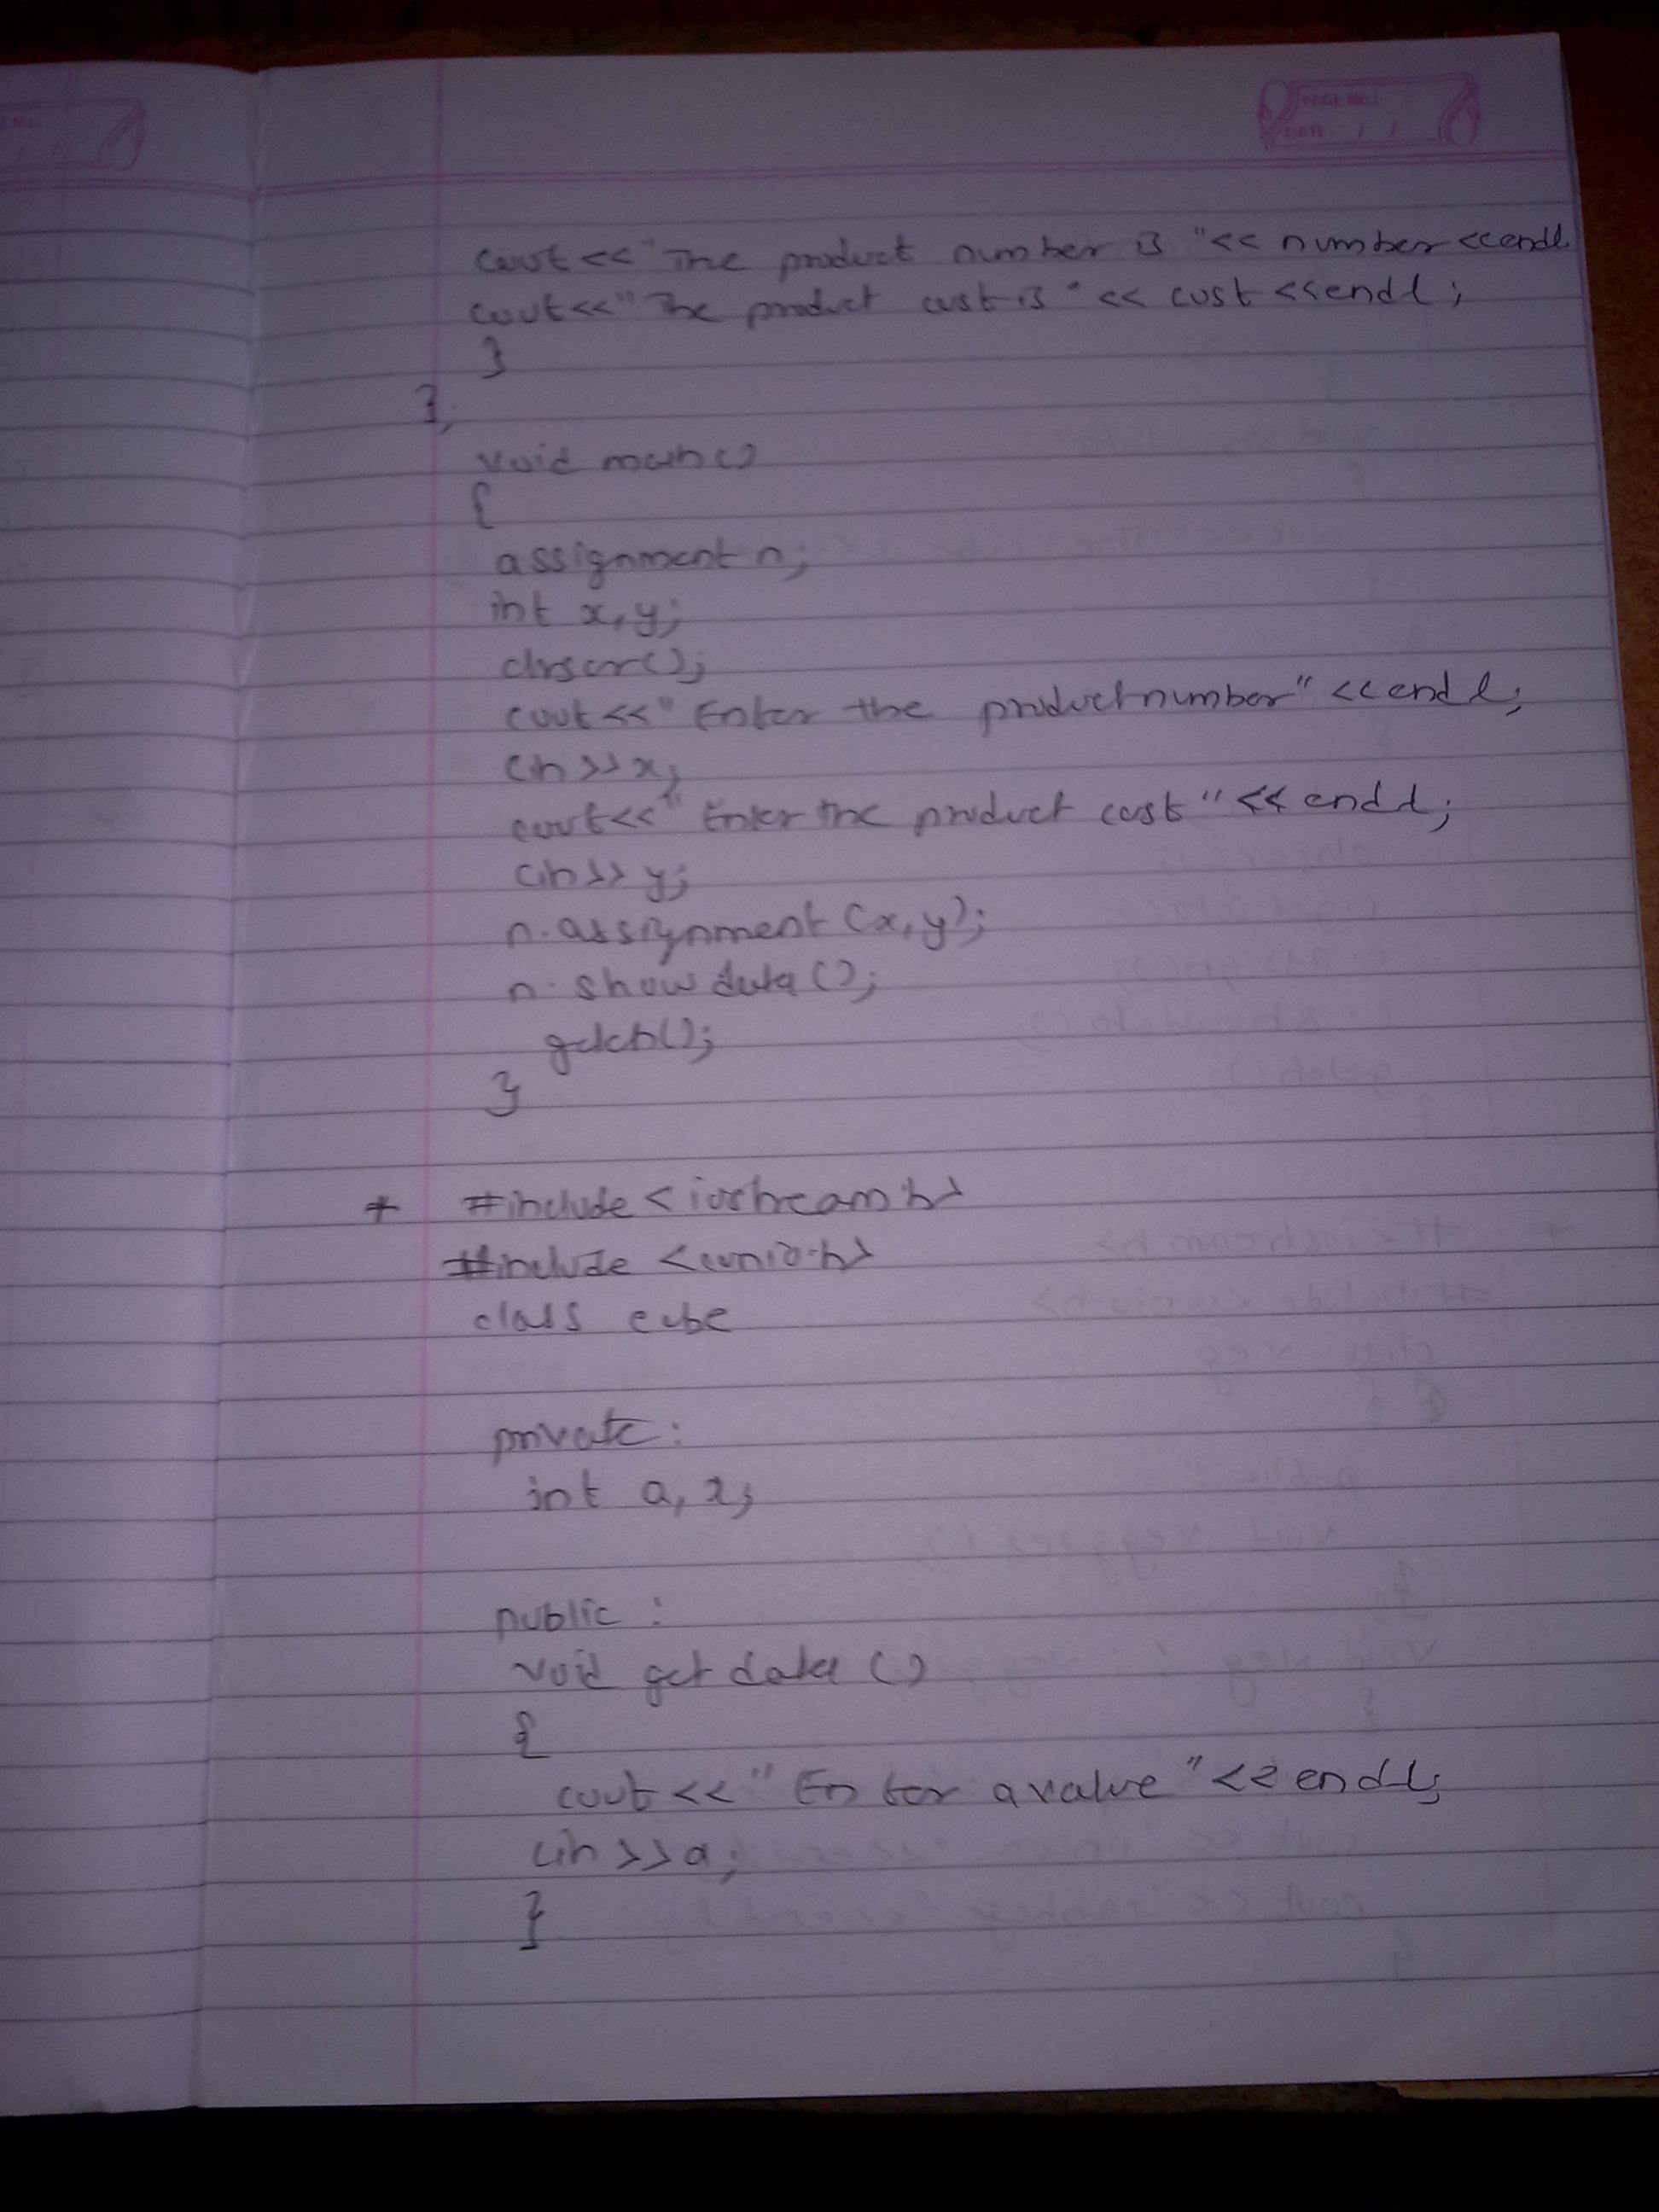 PAGE NO.
DATE / /
cout<<"The product number is "<< number <<endl
cout<<"The product cost is "<< cost <<endl;
}
};
void main()
{
assignment n;
int x,y;
clrscr();
cout<<"Enter the product number"<<endl;
cin>>x;
cout<<"Enter the product cost"<<endl;
cin>>y;
n.assignment(x,y);
n.showdata();
getch();
}
* #include<iostream.h>
#include<conio.h>
class cube
private:
int a,x;
public:
void getdata()
{
cout<<"Enter a value"<<endl;
cin>>a;
}